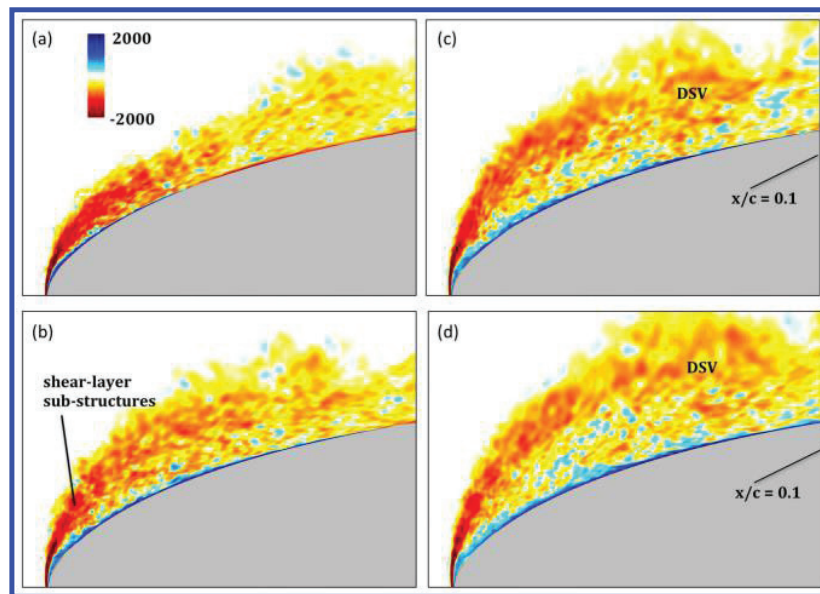 (a)
2000
-2000
(c)
DSV
x/c = 0.1
(b)
shear-layer
sub-structures
(d)
DSV
x/c = 0.1